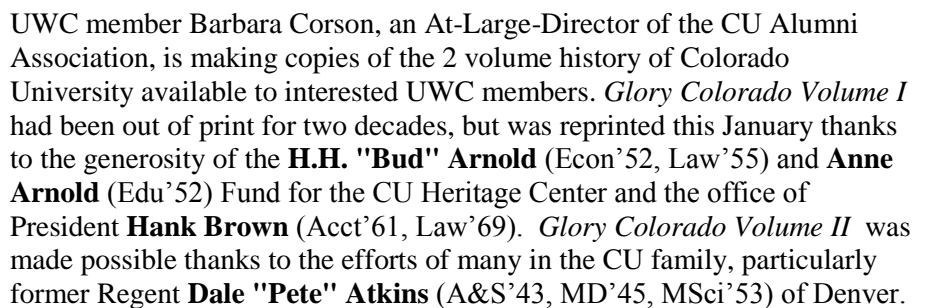 UWC member Barbara Corson, an At-Large-Director of the CU Alumni
Association, is making copies of the 2 volume history of Colorado
University available to interested UWC members. Glory Colorado Volume I
had been out of print for two decades, but was reprinted this January thanks
to the generosity of the H.H. "Bud" Arnold (Econ’52, Law’55) and Anne
Arnold (Edu’52) Fund for the CU Heritage Center and the office of
President Hank Brown (Acct’61, Law’69). Glory Colorado Volume II was
made possible thanks to the efforts of many in the CU family, particularly
former Regent Dale "Pete" Atkins (A&S’43, MD’45, MSci’53) of Denver.